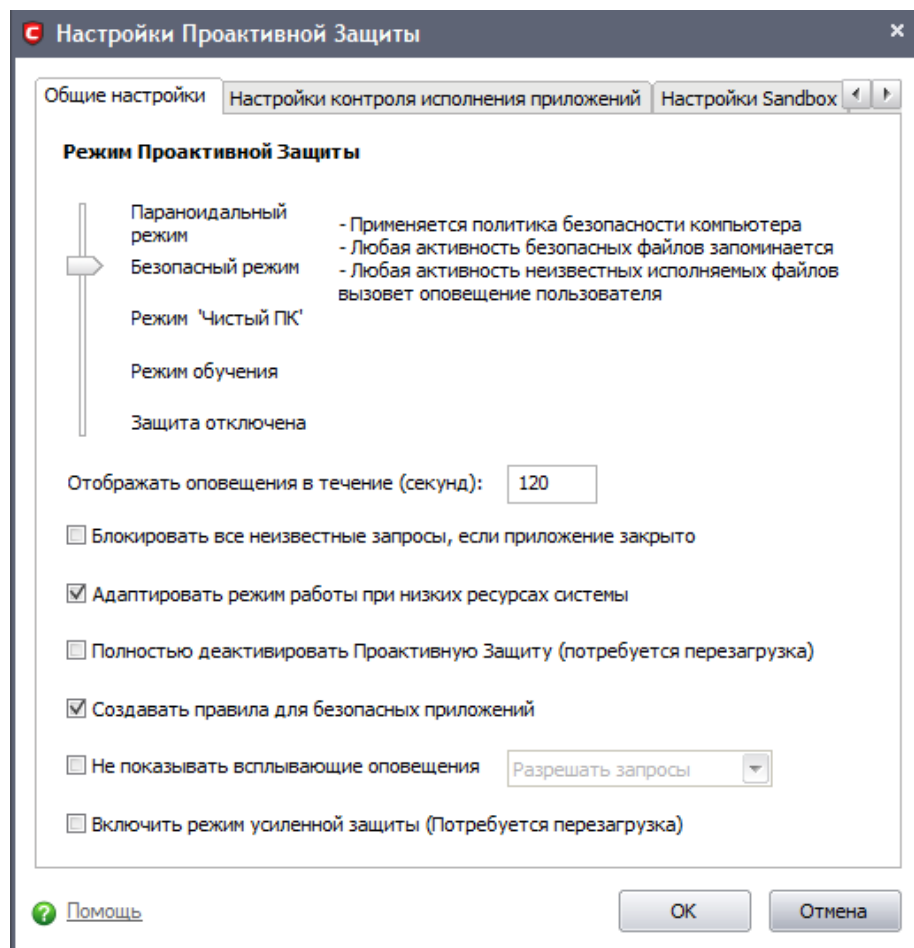 Настройки Проактивной Защиты
Общие настройки
Настройки контроля исполнения приложений
Настройки Sandbox
Режим Проактивной Защиты
Параноидальный
режим
Безопасный режим
Режим 'Чистый ПК'
Режим обучения
Защита отключена
- Применяется политика безопасности компьютера
- Любая активность безопасных файлов запоминается
- Любая активность неизвестных исполняемых файлов
вызовет оповещение пользователя
Отображать оповещения в течение (секунд):
120
Блокировать все неизвестные запросы, если приложение закрыто
Адаптировать режим работы при низких ресурсах системы
Полностью деактивировать Проактивную Защиту (потребуется перезагрузка)
Создавать правила для безопасных приложений
Не показывать всплывающие оповещения
Разрешать запросы
Включить режим усиленной защиты (Потребуется перезагрузка)
Помощь
OK
Отмена